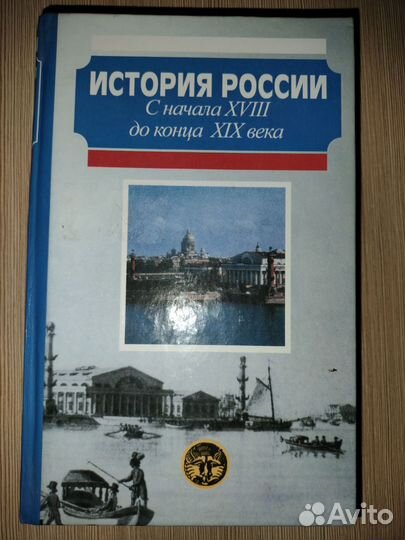 ИСТОРИЯ РОССИИ
С начала XVIII
до конца XIX века
Avito